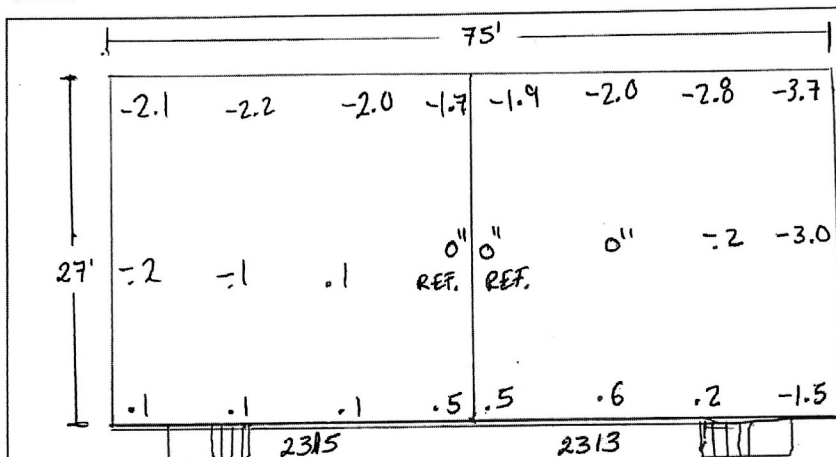 75'
-2.1 -2.2 -2.0 -1.7 -1.9 -2.0 -2.8 -3.7
27' -.2 -.1 .1 0" 0" 0" -.2 -3.0
REF. REF.
.1 .1 .1 .5 .5 .6 .2 -1.5
2315 2313